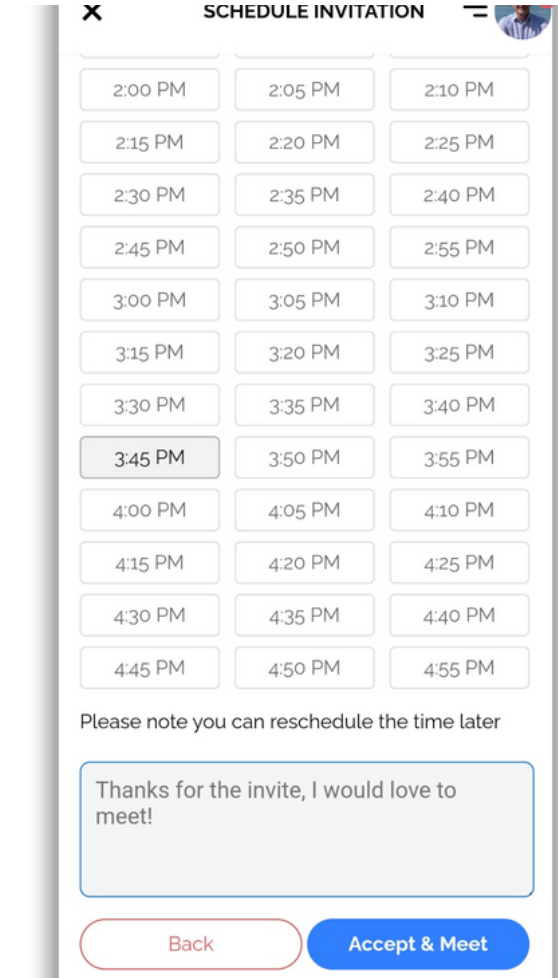 X SCHEDULE INVITATION
2:00 PM 2:05 PM 2:10 PM
2:15 PM 2:20 PM 2:25 PM
2:30 PM 2:35 PM 2:40 PM
2:45 PM 2:50 PM 2:55 PM
3:00 PM 3:05 PM 3:10 PM
3:15 PM 3:20 PM 3:25 PM
3:30 PM 3:35 PM 3:40 PM
3:45 PM 3:50 PM 3:55 PM
4:00 PM 4:05 PM 4:10 PM
4:15 PM 4:20 PM 4:25 PM
4:30 PM 4:35 PM 4:40 PM
4:45 PM 4:50 PM 4:55 PM
Please note you can reschedule the time later
Thanks for the invite, I would love to
meet!
Back Accept & Meet